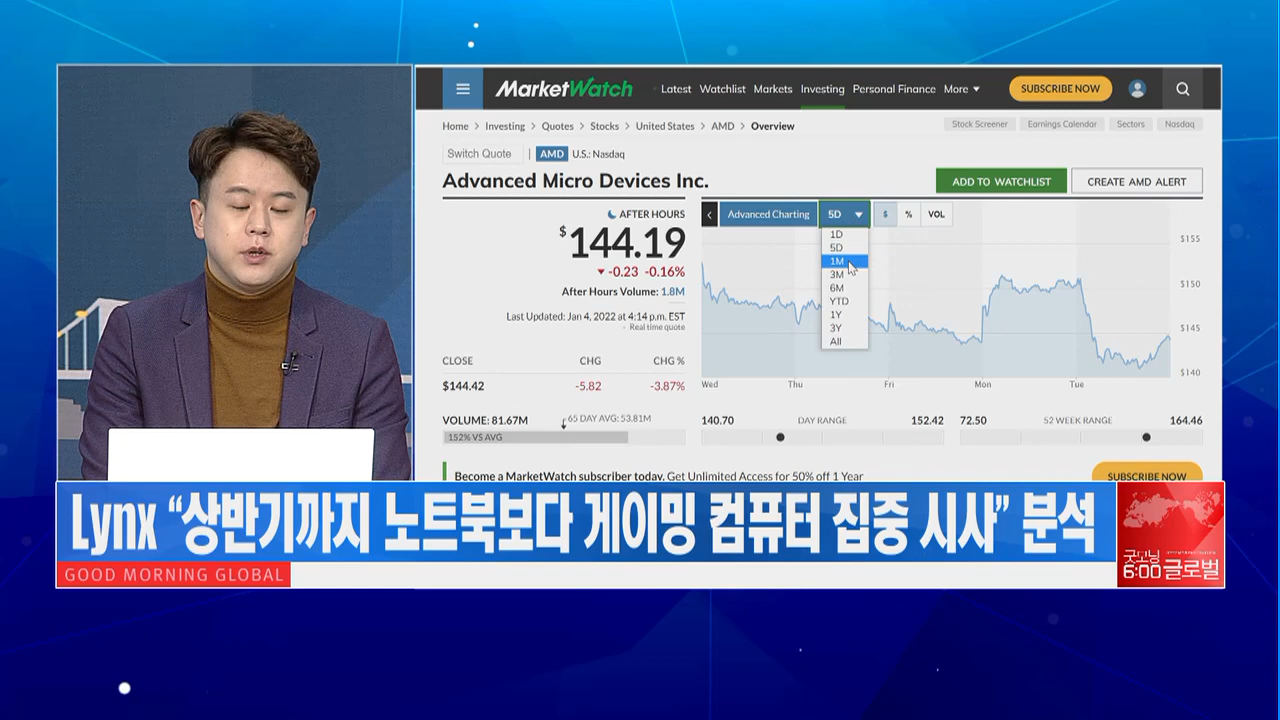 MarketWatch
Latest Watchlist Markets Investing Personal Finance More
SUBSCRIBE NOW
Home > Investing > Quotes > Stocks > United States > AMD > Overview
Stock Screener Earnings Calendar Sectors Nasdaq
Switch Quote | AMD U.S.: Nasdaq
Advanced Micro Devices Inc.
ADD TO WATCHLIST CREATE AMD ALERT
AFTER HOURS
$144.19
-0.23 -0.16%
After Hours Volume: 1.8M
Last Updated: Jan 4, 2022 at 4:14 p.m. EST
Real time quote
CLOSE CHG CHG %
$144.42 -5.82 -3.87%
VOLUME: 81.67M 65 DAY AVG: 53.81M
152% VS AVG
Advanced Charting 5D $ % VOL
1D
5D
1M
3M
6M
YTD
1Y
3Y
All
$155
$150
$145
$140
Wed Thu Fri Mon Tue
140.70 DAY RANGE 152.42
72.50 52 WEEK RANGE 164.46
Become a MarketWatch subscriber today. Get Unlimited Access for 50% off 1 Year
SUBSCRIBE NOW
Lynx “상반기까지 노트북보다 게이밍 컴퓨터 집중 시사” 분석
GOOD MORNING GLOBAL
굿모닝
6:00 글로벌